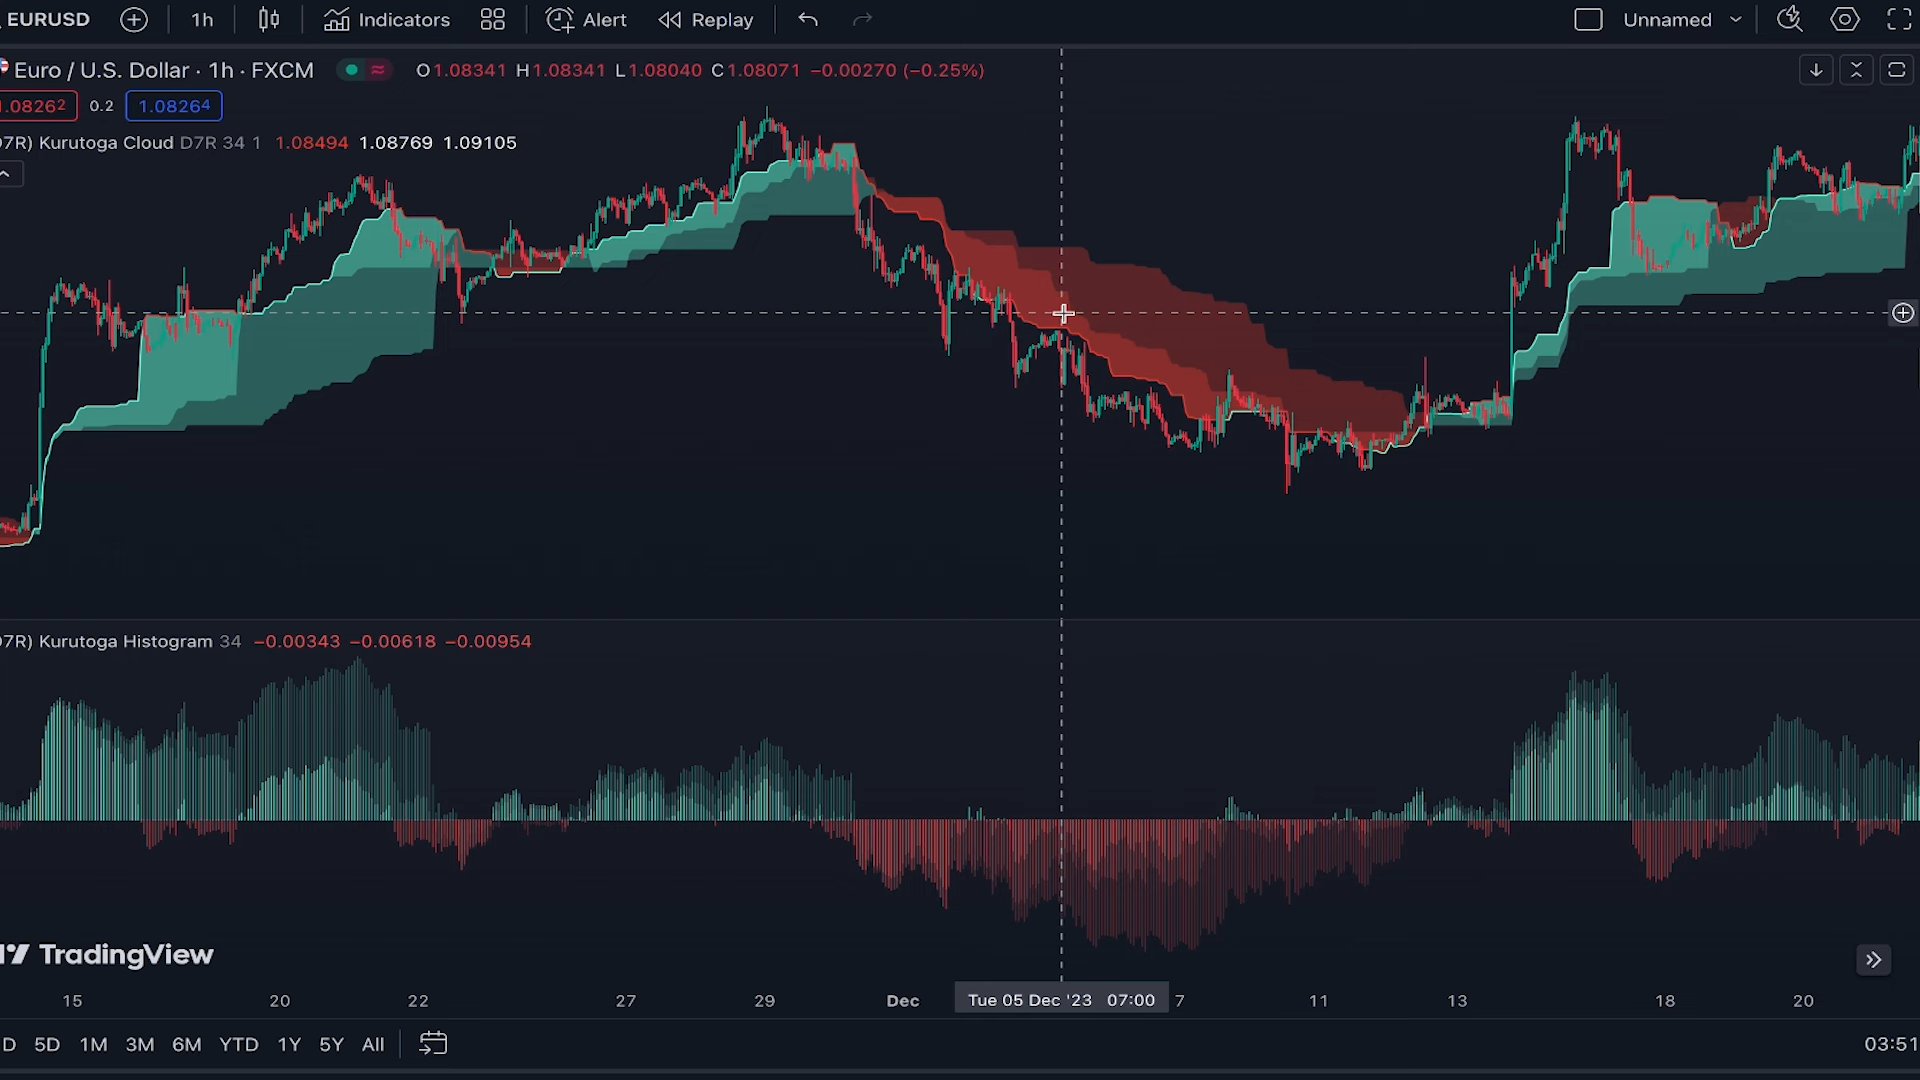 EURUSD 1h Indicators Alert Replay Unnamed
Euro / U.S. Dollar · 1h · FXCM O1.08341 H1.08341 L1.08040 C1.08071 −0.00270 (−0.25%)
1.08262 0.2 1.08264
D7R) Kurutoga Cloud D7R 34 1 1.08494 1.08769 1.09105
D7R) Kurutoga Histogram 34 −0.00343 −0.00618 −0.00954
TradingView
15 20 22 27 29 Dec Tue 05 Dec '23 07:00 7 11 13 18 20
D 5D 1M 3M 6M YTD 1Y 5Y All 03:51